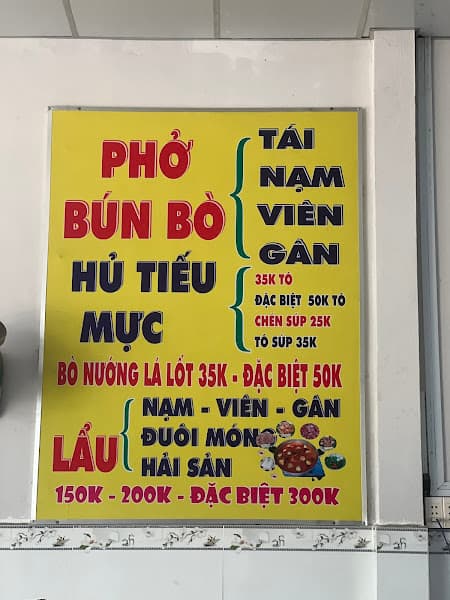 PHỞ
BÚN BÒ
TÁI
NẠM
VIÊN
GÂN
HỦ TIẾU
MỰC
35K TÔ
ĐẶC BIỆT 50K TÔ
CHÉN SÚP 25K
TÔ SÚP 35K
BÒ NƯỚNG LÁ LỐT 35K - ĐẶC BIỆT 50K
LẨU
NẠM - VIÊN - GÂN
ĐUÔI MÓNG
HẢI SẢN
150K - 200K - ĐẶC BIỆT 300K